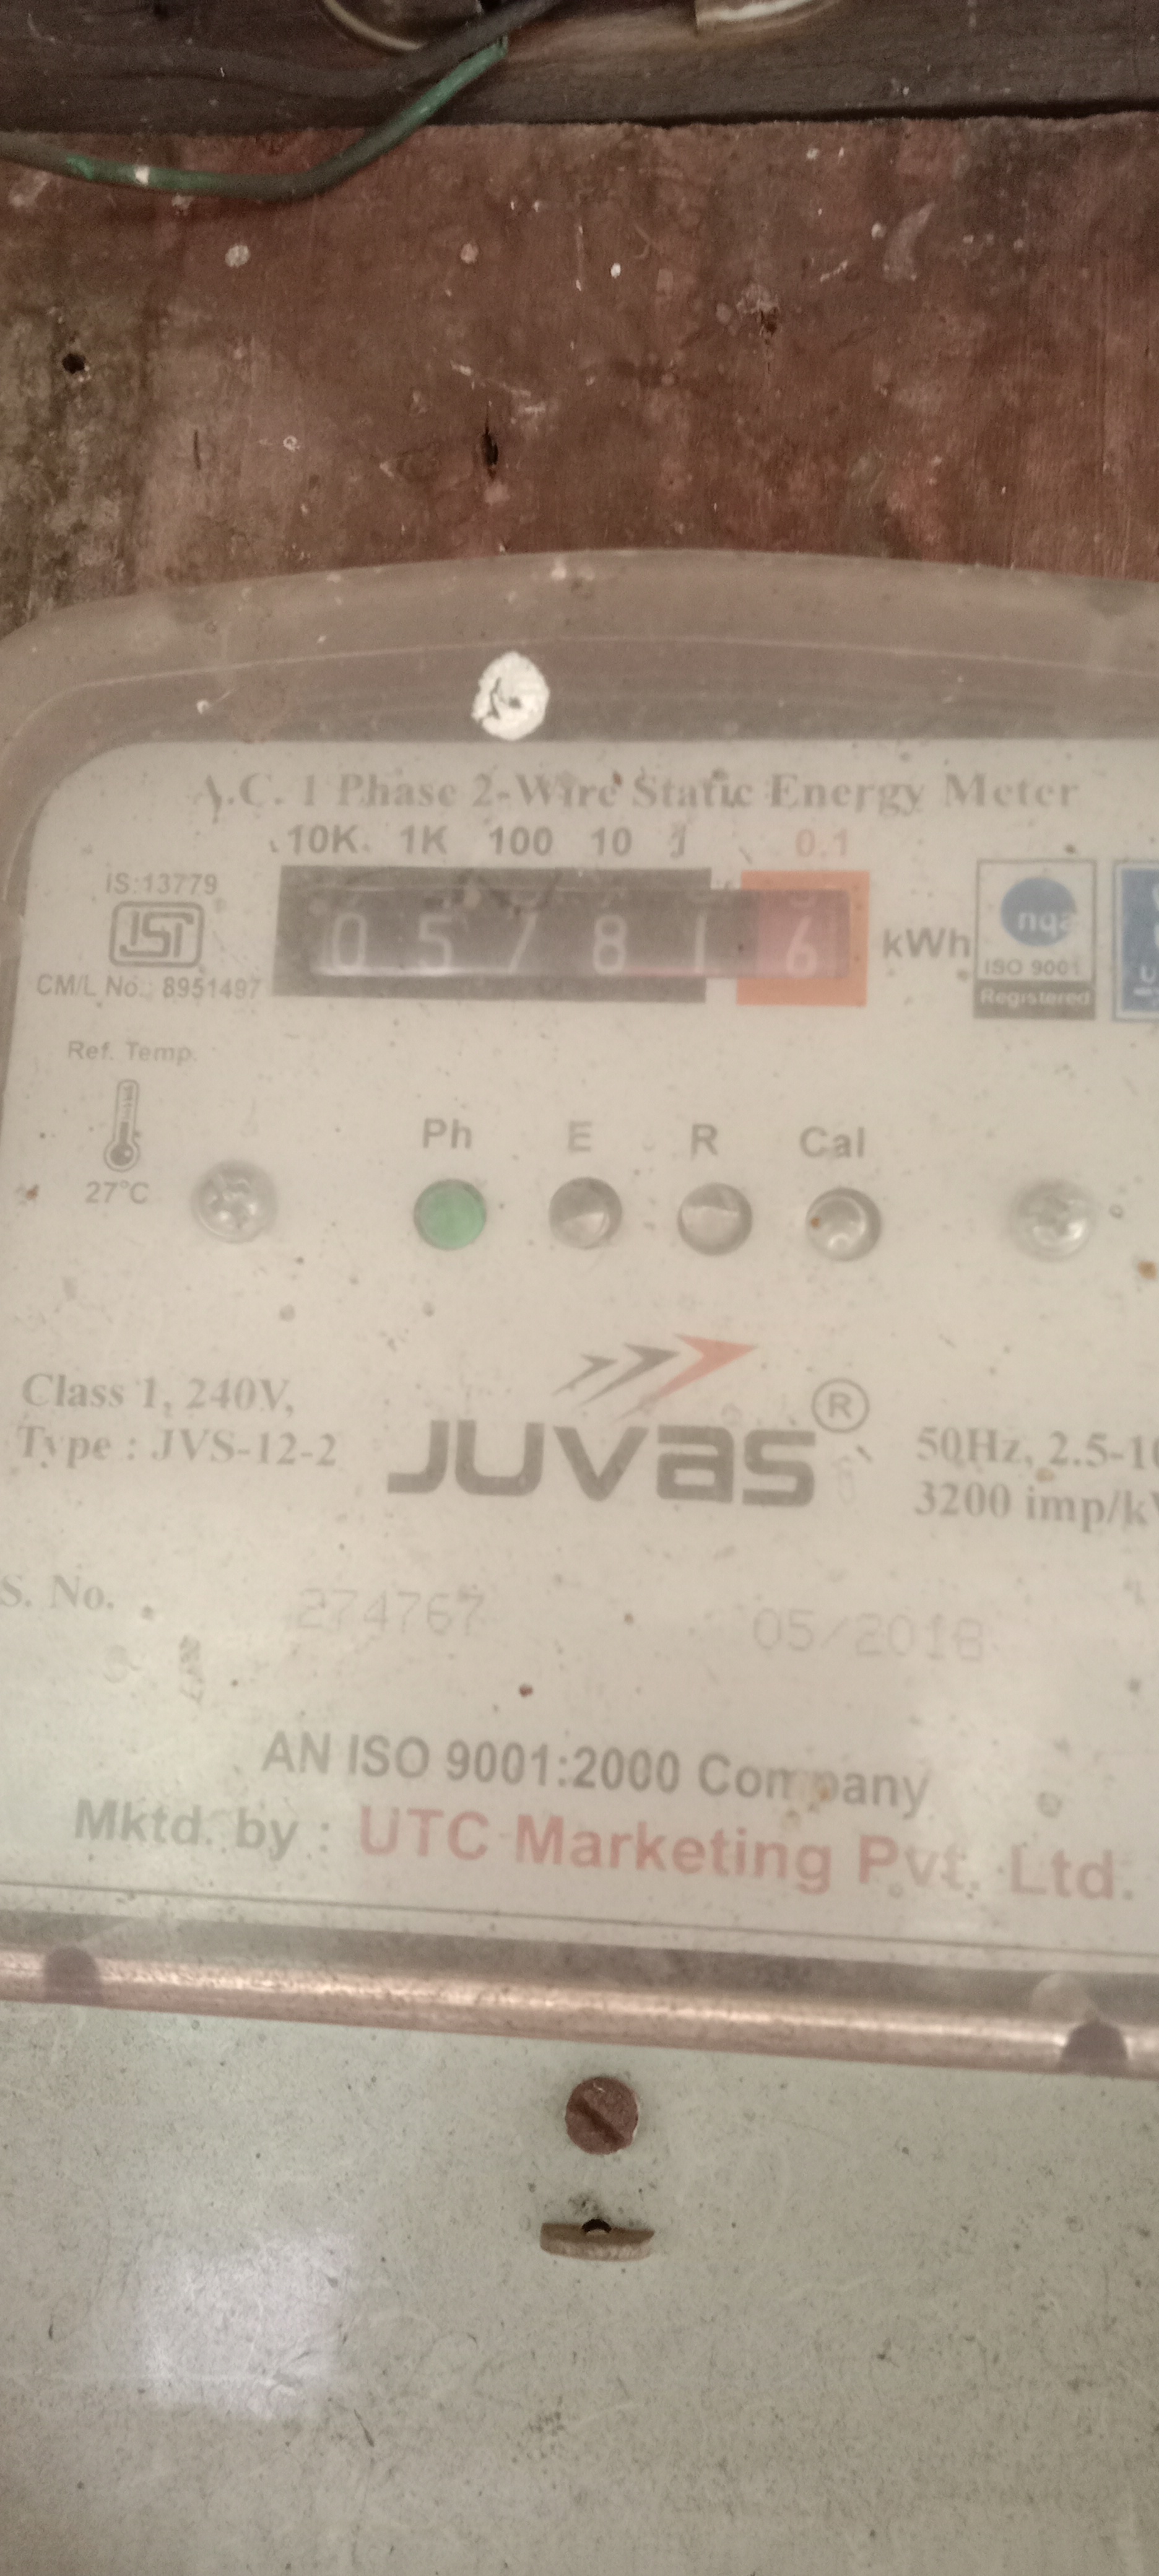 A.C. 1 Phase 2-Wire Static Energy Meter
10K 1K 100 10 1 0.1
IS:13779
ISI
CM/L No.: 8951497
0 5 7 8 1 6 kWh
nqa
ISO 9001
Registered
Ref. Temp.
27°C
Ph E R Cal
Class 1, 240V,
Type : JVS-12-2
JUVAS ®
50Hz, 2.5-10
3200 imp/k
S. No. 274767 05/2018
AN ISO 9001:2000 Company
Mktd. by : UTC Marketing Pvt. Ltd.